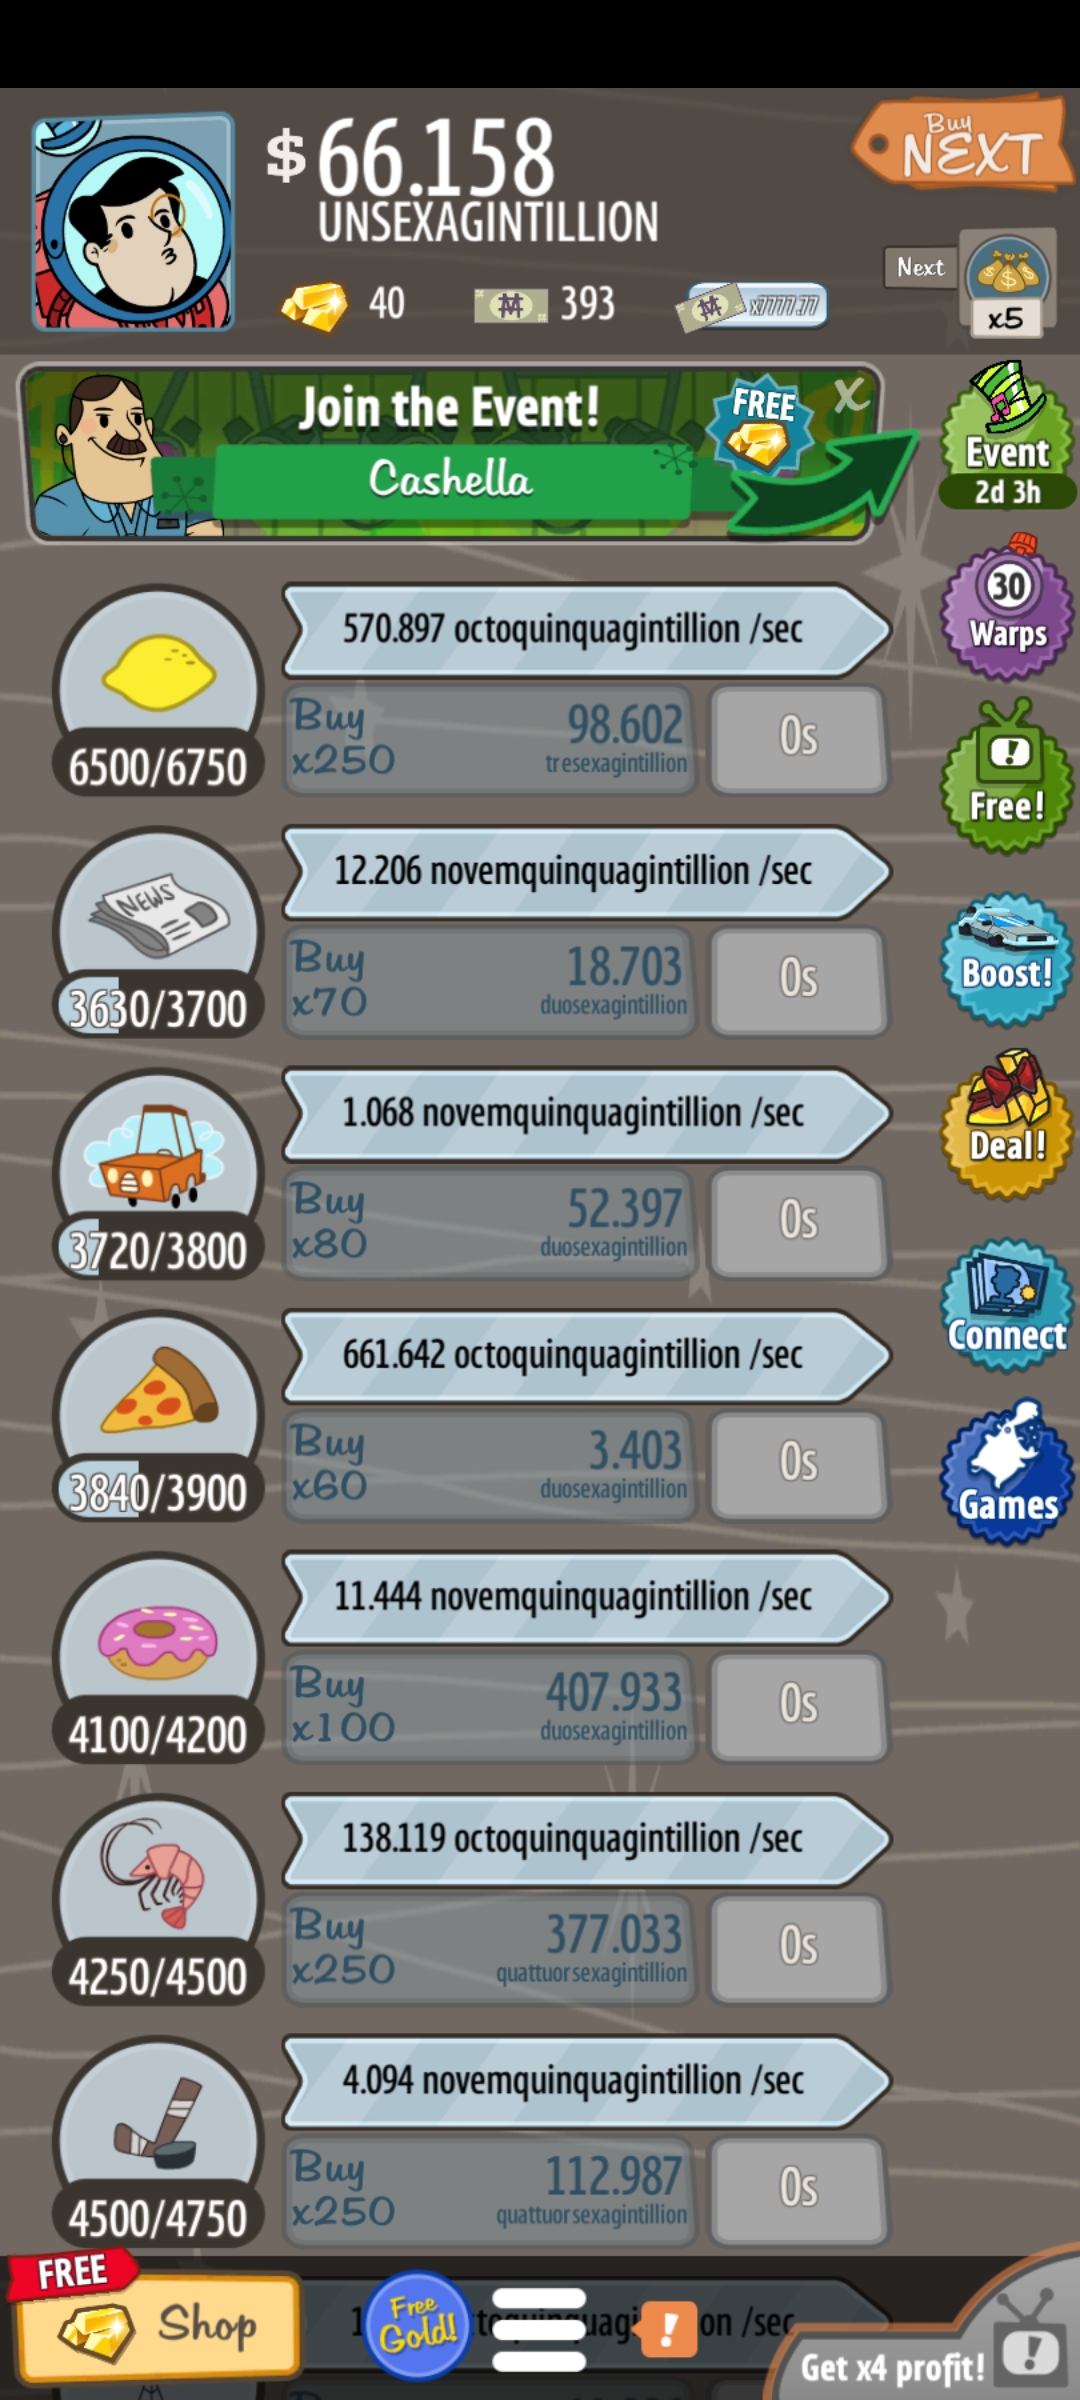 $ 66.158
UNSEXAGINTILLION
Buy
NEXT
40
393
x7777.77
Next
x5
Join the Event!
FREE
X
Cashella
Event
2d 3h
570.897 octoquinquagintillion /sec
Buy
x250
98.602
tresexagintillion
0s
6500/6750
30
Warps
Free!
12.206 novemquinquagintillion /sec
NEWS
Buy
x70
18.703
duosexagintillion
0s
3630/3700
Boost!
1.068 novemquinquagintillion /sec
Buy
x80
52.397
duosexagintillion
0s
3720/3800
Deal!
661.642 octoquinquagintillion /sec
Buy
x60
3.403
duosexagintillion
0s
3840/3900
Connect
Games
11.444 novemquinquagintillion /sec
Buy
x100
407.933
duosexagintillion
0s
4100/4200
138.119 octoquinquagintillion /sec
Buy
x250
377.033
quattuorsexagintillion
0s
4250/4500
4.094 novemquinquagintillion /sec
Buy
x250
112.987
quattuorsexagintillion
0s
4500/4750
FREE
Shop
Free
Gold!
!
/sec
Get x4 profit!